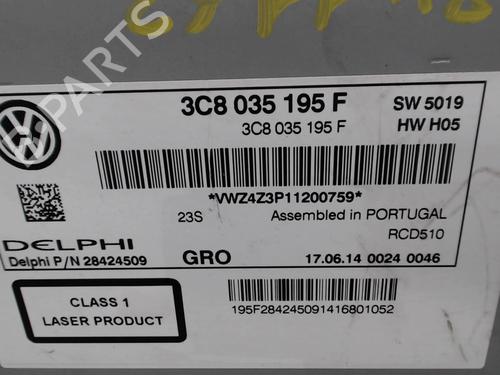 3C8 035 195 F SW 5019
3C8 035 195 F HW H05
*VWZ4Z3P11200759*
23S Assembled in PORTUGAL
DELPHI RCD510
Delphi P/N 28424509 GRO 17.06.14 0024 0046
CLASS 1
LASER PRODUCT
195F284245091416801052
PARTS